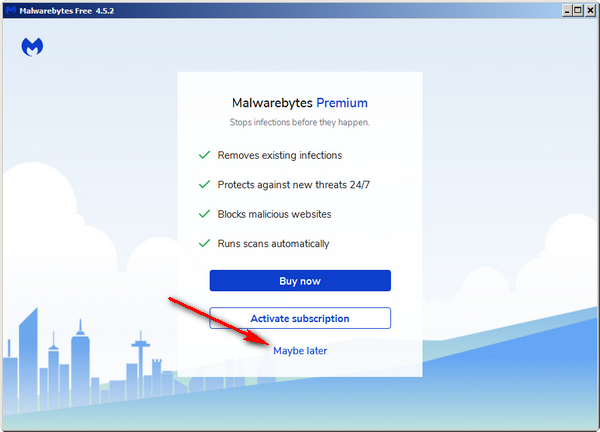 Malwarebytes Free 4.5.2
Malwarebytes Premium
Stops infections before they happen.
Removes existing infections
Protects against new threats 24/7
Blocks malicious websites
Runs scans automatically
Buy now
Activate subscription
Maybe later